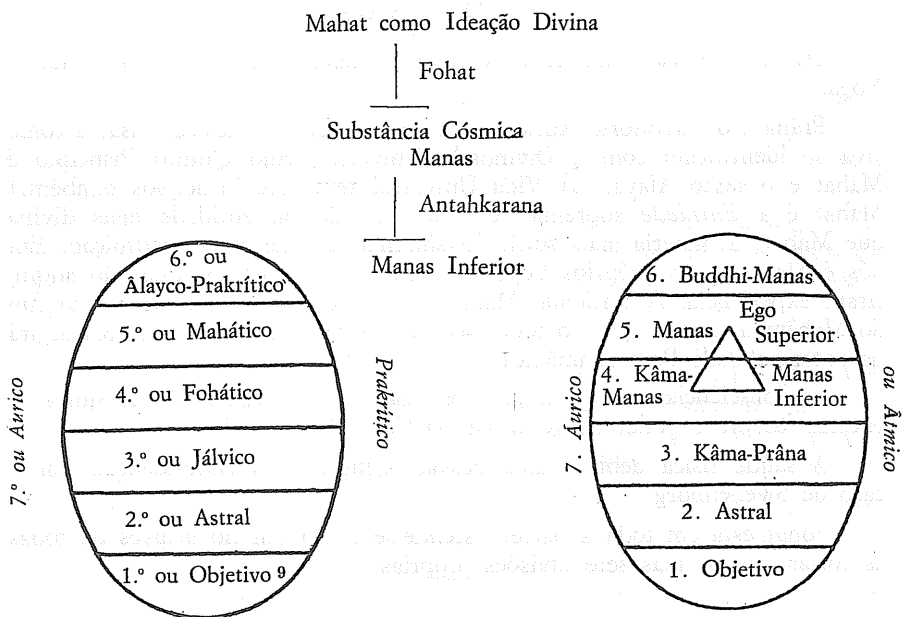 Mahat como Ideação Divina
Fohat
Substância Cósmica
Manas
Antahkarana
Manas Inferior
7.º ou Áurico
6.º ou
Âlayco-Prakrítico
5.º ou Mahático
4.º ou Fohático
3.º ou Jálvico
2.º ou Astral
1.º ou Objetivo 9
Prakrítico
7. Áurico
6. Buddhi-Manas
Ego
5. Manas Superior
4. Kâma- Manas
Manas Inferior
3. Kâma-Prâna
2. Astral
1. Objetivo
ou Âtmico